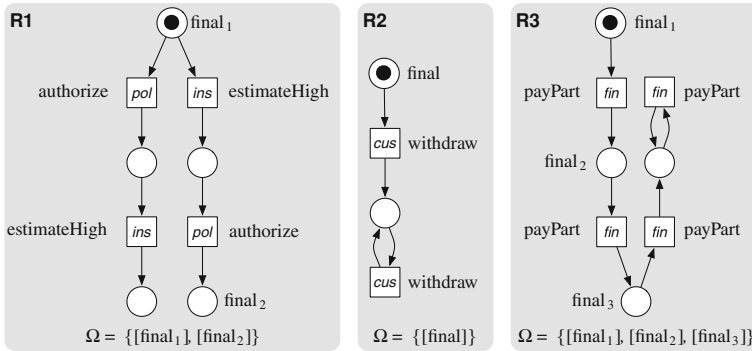 R1
final₁
authorize
pol
ins
estimateHigh
estimateHigh
ins
pol
authorize
final₂
Ω = {[final₁], [final₂]}
R2
final
cus
withdraw
cus
withdraw
Ω = {[final]}
R3
final₁
payPart
fin
fin
payPart
final₂
payPart
fin
fin
payPart
final₃
Ω = {[final₁], [final₂], [final₃]}